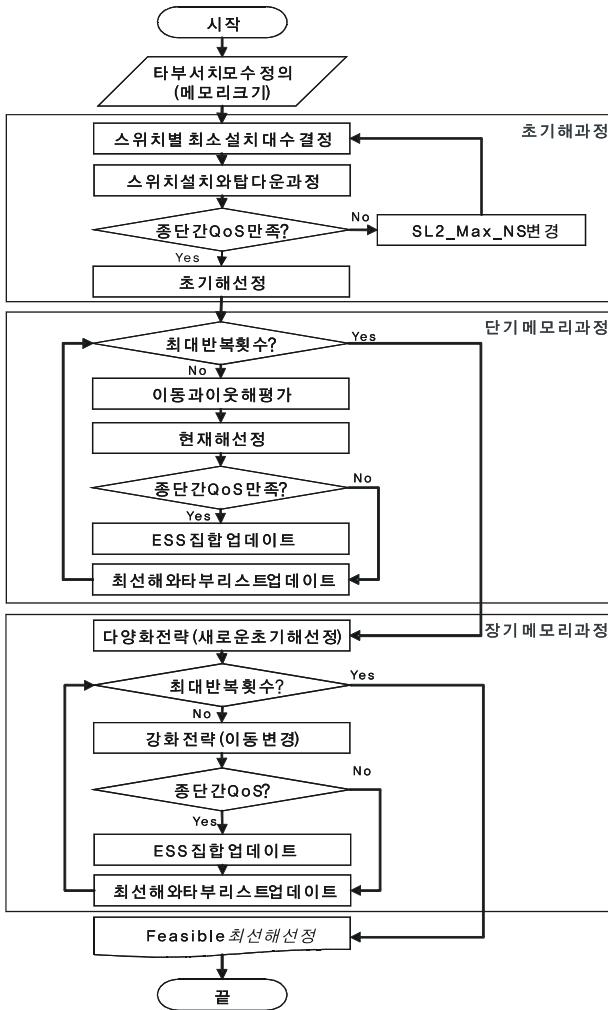 시작
타부서치모수정의
(메모리크기)
초기해과정
스위치별 최소설치대수결정
스위치설치와탑다운과정
종단간QoS만족?
No
SL2_Max_NS변경
Yes
초기해선정
단기메모리과정
최대반복횟수?
Yes
No
이동과이웃해평가
현재해선정
종단간QoS만족?
No
Yes
ESS집합업데이트
최선해와타부리스트업데이트
장기메모리과정
다양화전략(새로운초기해선정)
최대반복횟수?
Yes
No
강화전략(이동변경)
종단간QoS?
No
Yes
ESS집합업데이트
최선해와타부리스트업데이트
Feasible최선해선정
끝